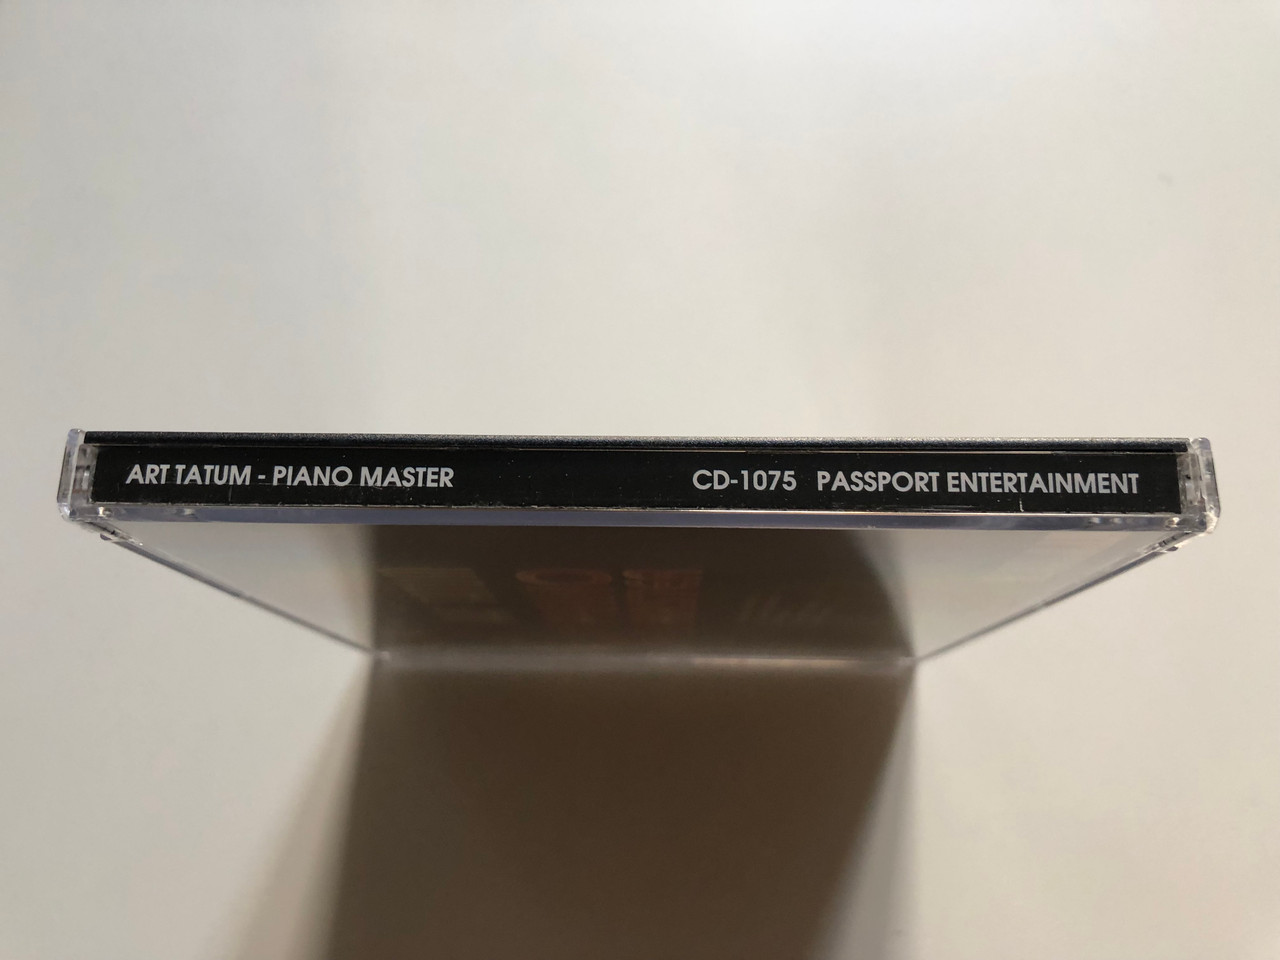 ART TATUM - PIANO MASTER CD-1075 PASSPORT ENTERTAINMENT